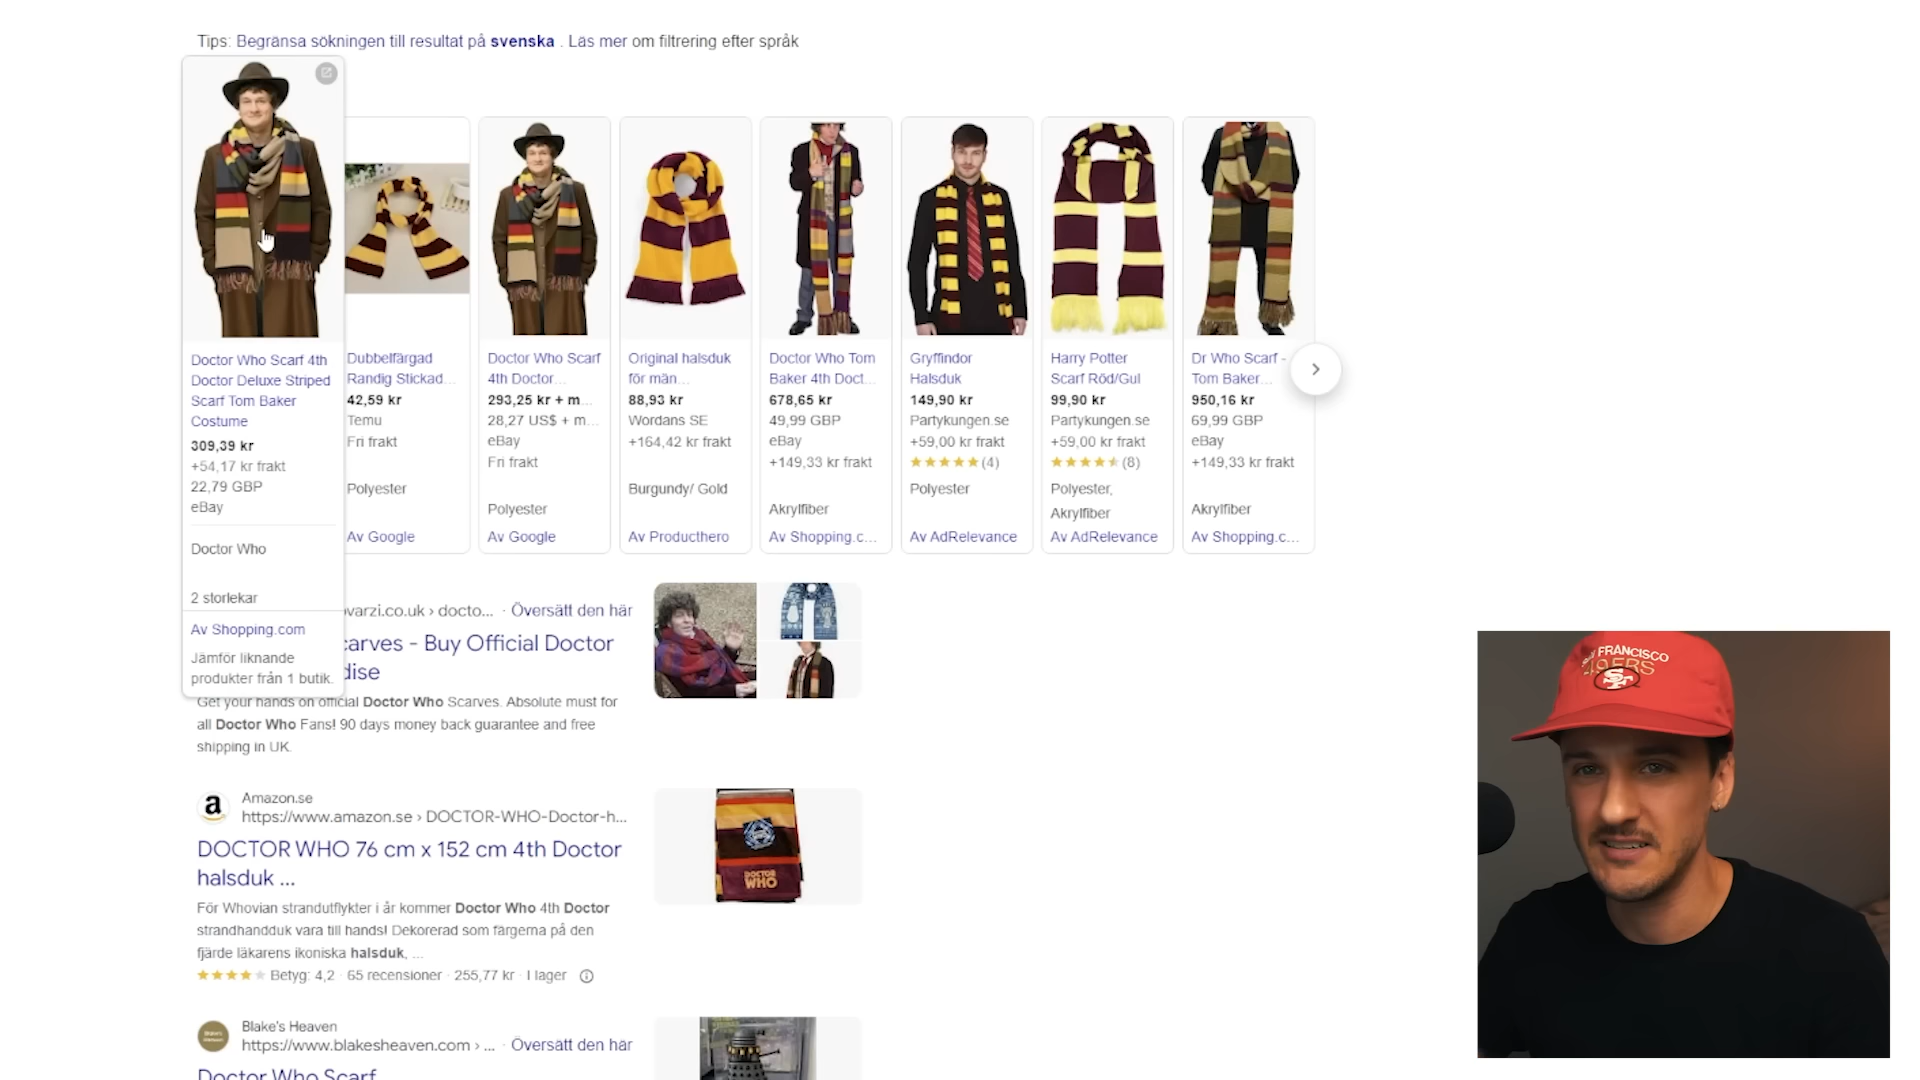 Tips: Begränsa sökningen till resultat på svenska . Läs mer om filtrering efter språk
Doctor Who Scarf 4th
Doctor Deluxe Striped
Scarf Tom Baker
Costume
309,39 kr
+54,17 kr frakt
22,79 GBP
eBay
Doctor Who
2 storlekar
Av Shopping.com
Jämför liknande
produkter från 1 butik.
Dubbelfärgad
Randig Stickad...
42,59 kr
Temu
Fri frakt
Polyester
Av Google
Doctor Who Scarf
4th Doctor...
293,25 kr + m...
28,27 US$ + m...
eBay
Fri frakt
Polyester
Av Google
Original halsduk
för män...
88,93 kr
Wordans SE
+164,42 kr frakt
Burgundy/ Gold
Av Producthero
Doctor Who Tom
Baker 4th Doct...
678,65 kr
49,99 GBP
eBay
+149,33 kr frakt
Akrylfiber
Av Shopping.c...
Gryffindor
Halsduk
149,90 kr
Partykungen.se
+59,00 kr frakt
(4)
Polyester
Av AdRelevance
Harry Potter
Scarf Röd/Gul
99,90 kr
Partykungen.se
+59,00 kr frakt
(8)
Polyester,
Akrylfiber
Av AdRelevance
Dr Who Scarf -
Tom Baker...
950,16 kr
69,99 GBP
eBay
+149,33 kr frakt
Akrylfiber
Av Shopping.c...
varzi.co.uk › docto... · Översätt den här
carves - Buy Official Doctor
dise
Get your hands on official Doctor Who Scarves. Absolute must for
all Doctor Who Fans! 90 days money back guarantee and free
shipping in UK.
Amazon.se
https://www.amazon.se › DOCTOR-WHO-Doctor-h...
DOCTOR WHO 76 cm x 152 cm 4th Doctor
halsduk ...
För Whovian strandutflykter i år kommer Doctor Who 4th Doctor
strandhandduk vara till hands! Dekorerad som färgerna på den
fjärde läkarens ikoniska halsduk, ...
Betyg: 4,2 · 65 recensioner · 255,77 kr · I lager
DOCTOR
WHO
Blake's Heaven
https://www.blakesheaven.com › ... · Översätt den här
Doctor Who Scarf
FRANCISCO
49ERS
SF